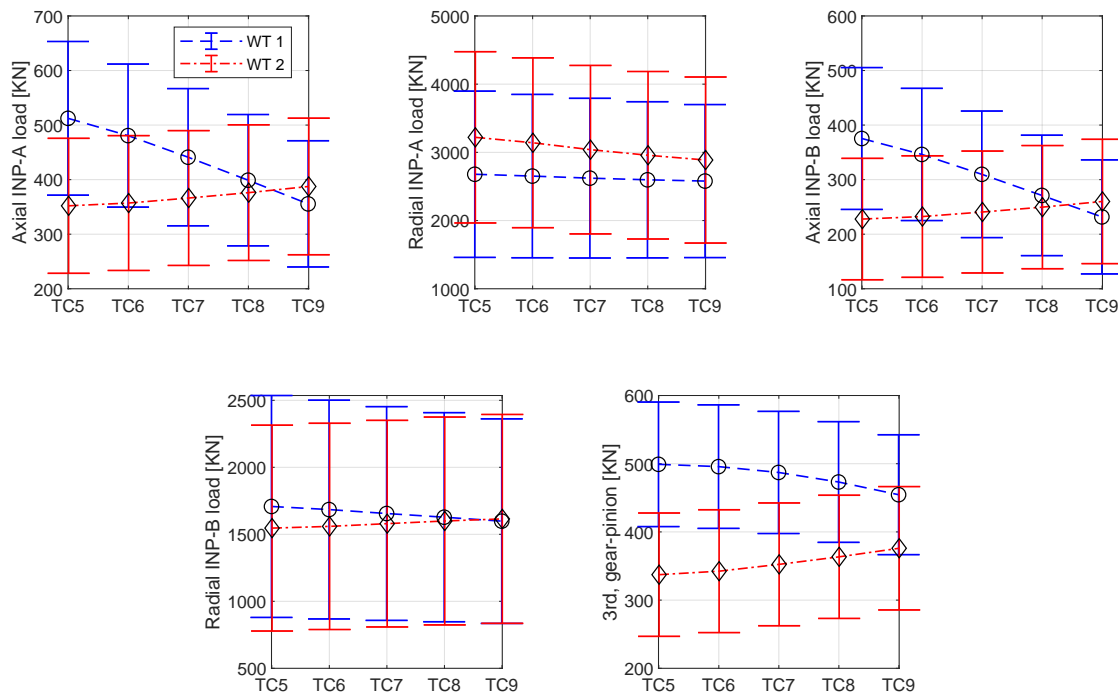 Axial INP-A load [KN]
700
600
500
400
300
200
TC5 TC6 TC7 TC8 TC9
WT 1
WT 2
Radial INP-A load [KN]
5000
4000
3000
2000
1000
TC5 TC6 TC7 TC8 TC9
Axial INP-B load [KN]
600
500
400
300
200
100
TC5 TC6 TC7 TC8 TC9
Radial INP-B load [KN]
2500
2000
1500
1000
500
TC5 TC6 TC7 TC8 TC9
3rd, gear-pinion [KN]
600
500
400
300
200
TC5 TC6 TC7 TC8 TC9